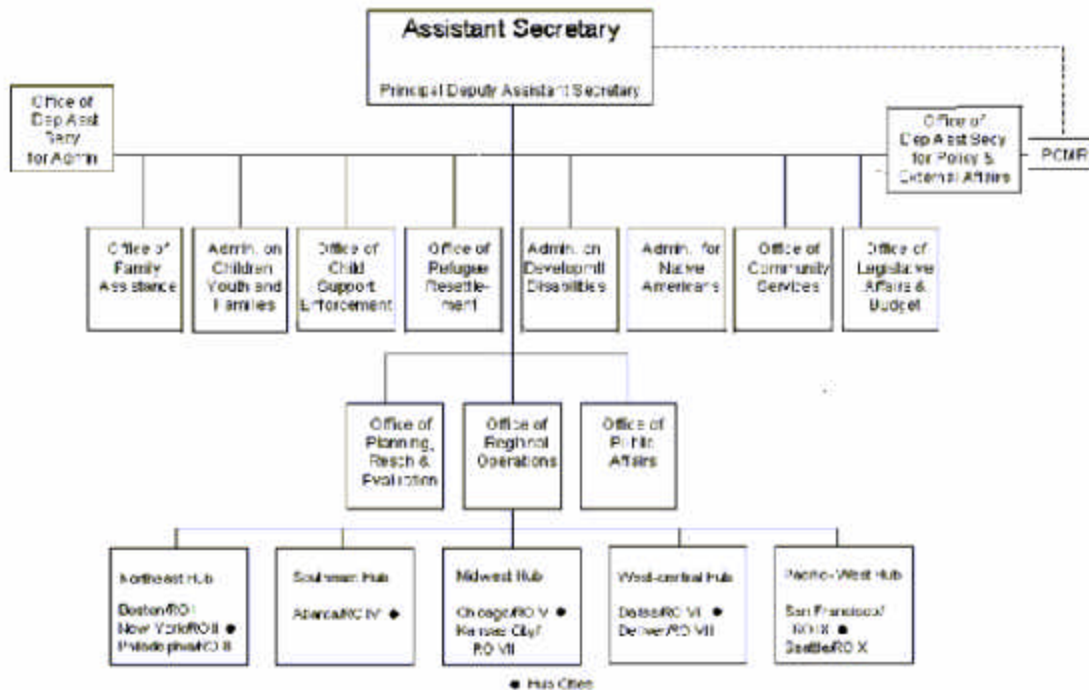 Assistant Secretary
Principal Deputy Assistant Secretary
Office of
Dep Asst
Secy
for Admin
Office of
Dep Asst Secy
for Policy &
External Affairs
PCMR
Office of
Family
Assistance
Admin. on
Children
Youth and
Families
Office of
Child
Support
Enforcement
Office of
Refugee
Resettle-
ment
Admin. on
Developmtl
Disabilities
Admin. for
Native
Americans
Office of
Community
Services
Office of
Legislative
Affairs &
Budget
Office of
Planning,
Resch &
Evaluation
Office of
Regional
Operations
Office of
Public
Affairs
Northeast Hub
Boston/RO I
New York/RO II ●
Philadelphia/RO III
Southeast Hub
Atlanta/RO IV ●
Midwest Hub
Chicago/RO V ●
Kansas City/
RO VII
West-central Hub
Dallas/RO VI ●
Denver/RO VIII
Pacific-West Hub
San Francisco/
RO IX ●
Seattle/RO X
● Hub Cities